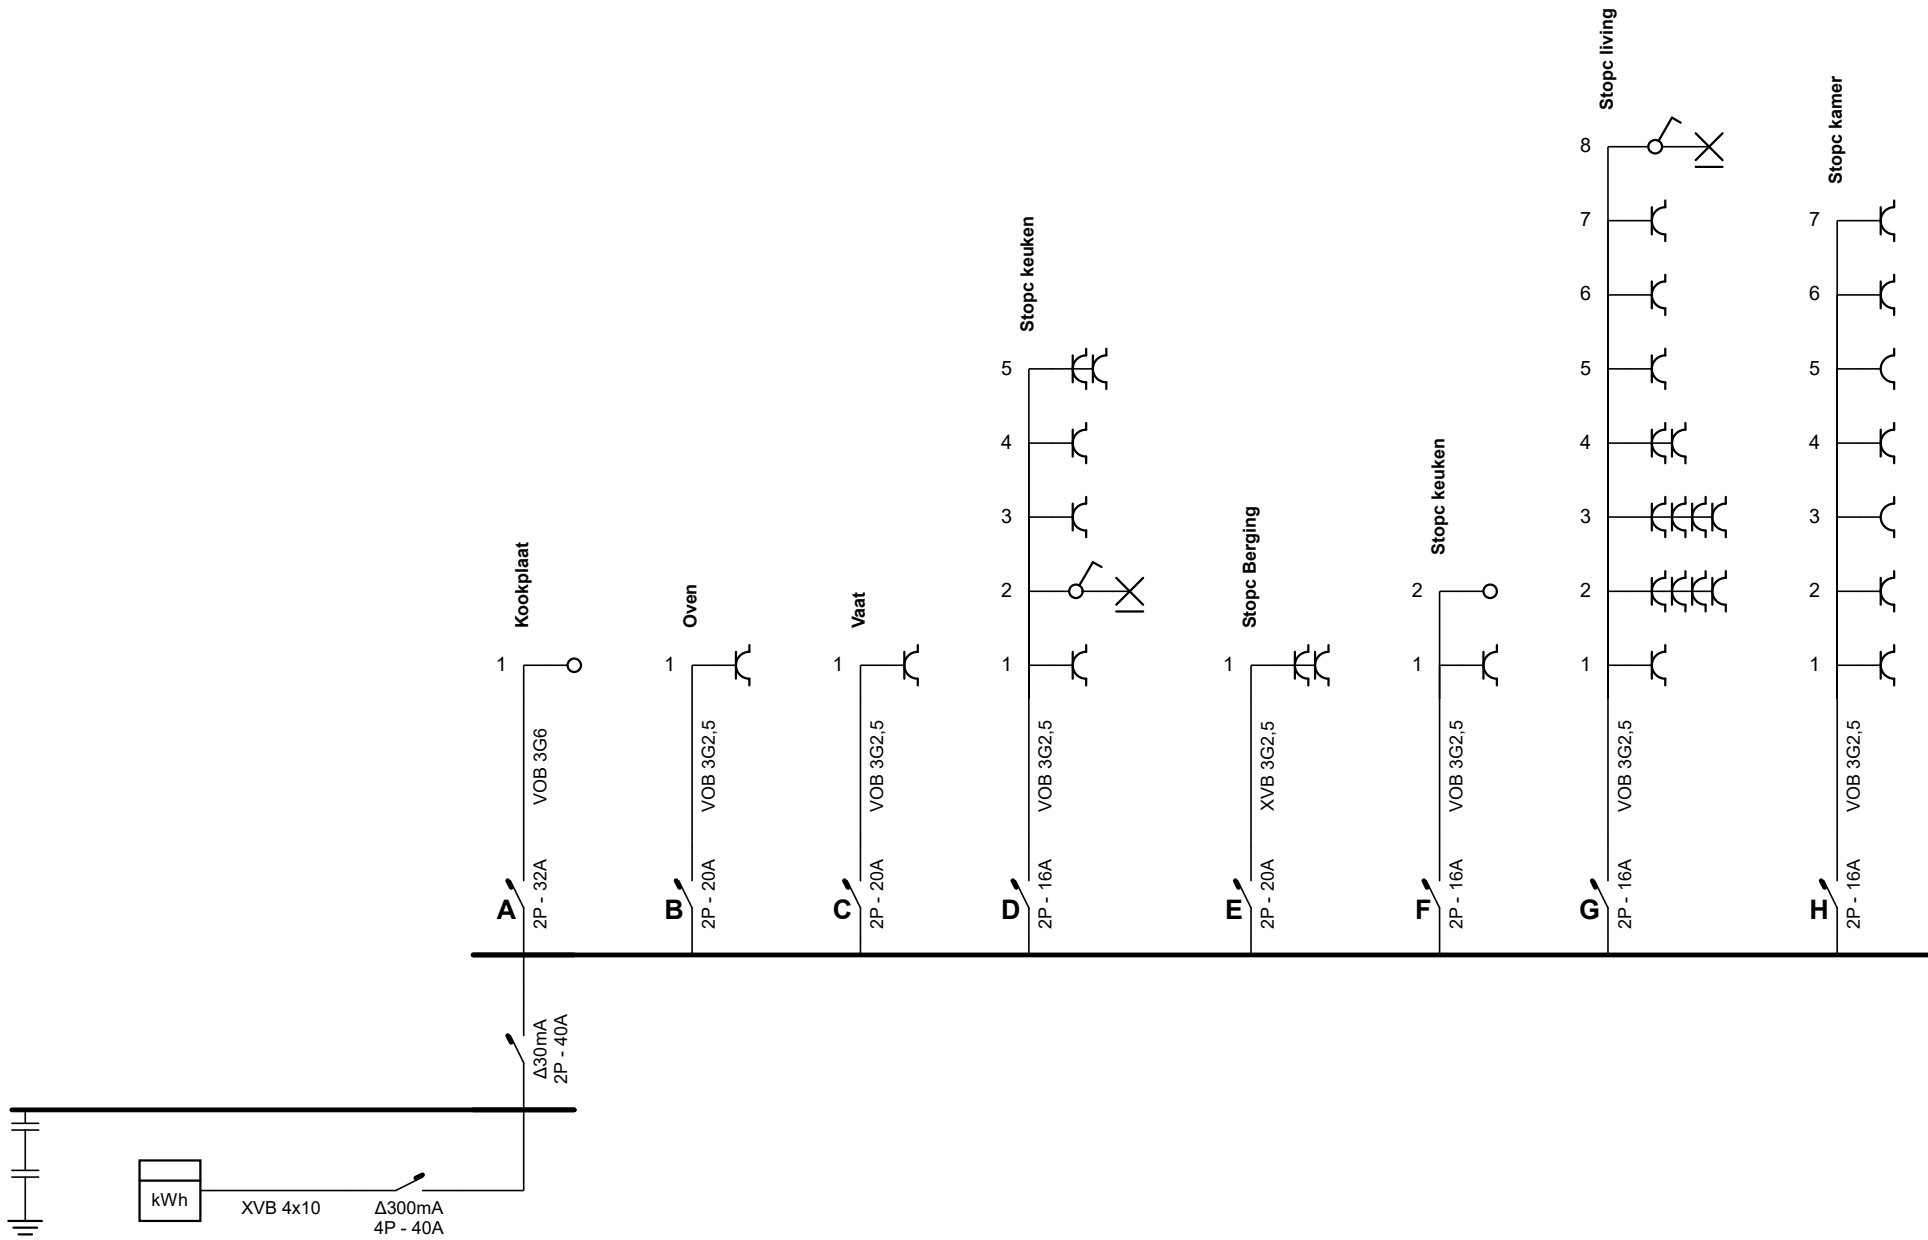 Stopc living
Stopc kamer
8
Stopc keuken
7
7
6
6
5
5
5
Stopc keuken
4
4
4
Stopc Berging
3
3
3
Kookplaat
Oven
Vaat
2
2
2
2
1
1
1
1
1
1
1
1
VOB 3G6
VOB 3G2,5
VOB 3G2,5
VOB 3G2,5
XVB 3G2,5
VOB 3G2,5
VOB 3G2,5
VOB 3G2,5
A
2P - 32A
B
2P - 20A
C
2P - 20A
D
2P - 16A
E
2P - 20A
F
2P - 16A
G
2P - 16A
H
2P - 16A
Δ30mA
2P - 40A
kWh
XVB 4x10
Δ300mA
4P - 40A